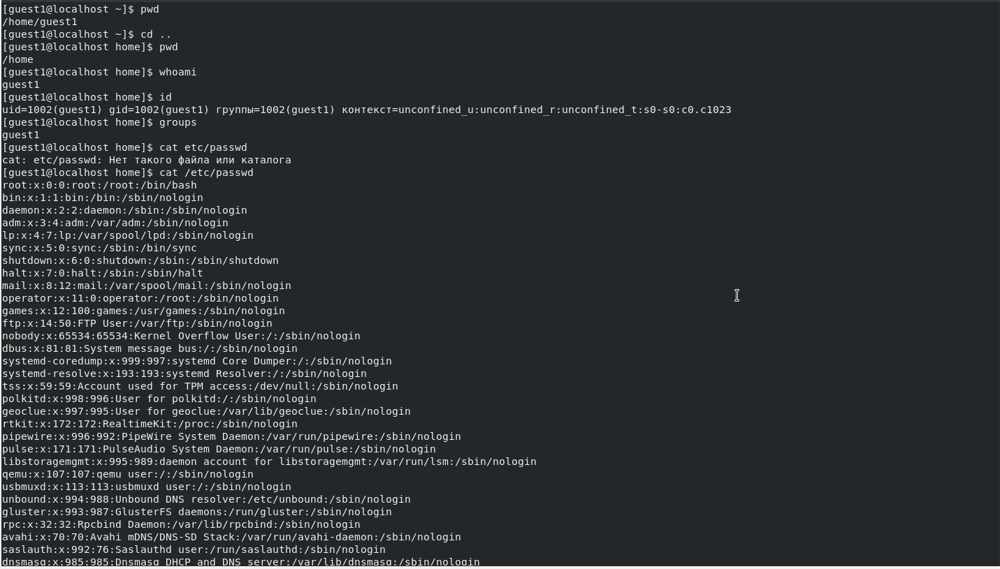 [guest1@localhost ~]$ pwd
/home/guest1
[guest1@localhost ~]$ cd ..
[guest1@localhost home]$ pwd
/home
[guest1@localhost home]$ whoami
guest1
[guest1@localhost home]$ id
uid=1002(guest1) gid=1002(guest1) группы=1002(guest1) контекст=unconfined_u:unconfined_r:unconfined_t:s0-s0:c0.c1023
[guest1@localhost home]$ groups
guest1
[guest1@localhost home]$ cat etc/passwd
cat: etc/passwd: Нет такого файла или каталога
[guest1@localhost home]$ cat /etc/passwd
root:x:0:0:root:/root:/bin/bash
bin:x:1:1:bin:/bin:/sbin/nologin
daemon:x:2:2:daemon:/sbin:/sbin/nologin
adm:x:3:4:adm:/var/adm:/sbin/nologin
lp:x:4:7:lp:/var/spool/lpd:/sbin/nologin
sync:x:5:0:sync:/sbin:/bin/sync
shutdown:x:6:0:shutdown:/sbin:/sbin/shutdown
halt:x:7:0:halt:/sbin:/sbin/halt
mail:x:8:12:mail:/var/spool/mail:/sbin/nologin
operator:x:11:0:operator:/root:/sbin/nologin
games:x:12:100:games:/usr/games:/sbin/nologin
ftp:x:14:50:FTP User:/var/ftp:/sbin/nologin
nobody:x:65534:65534:Kernel Overflow User:/:/sbin/nologin
dbus:x:81:81:System message bus:/:/sbin/nologin
systemd-coredump:x:999:997:systemd Core Dumper:/:/sbin/nologin
systemd-resolve:x:193:193:systemd Resolver:/:/sbin/nologin
tss:x:59:59:Account used for TPM access:/dev/null:/sbin/nologin
polkitd:x:998:996:User for polkitd:/:/sbin/nologin
geoclue:x:997:995:User for geoclue:/var/lib/geoclue:/sbin/nologin
rtkit:x:172:172:RealtimeKit:/proc:/sbin/nologin
pipewire:x:996:992:PipeWire System Daemon:/var/run/pipewire:/sbin/nologin
pulse:x:171:171:PulseAudio System Daemon:/var/run/pulse:/sbin/nologin
libstoragemgmt:x:995:989:daemon account for libstoragemgmt:/var/run/lsm:/sbin/nologin
qemu:x:107:107:qemu user:/:/sbin/nologin
usbmuxd:x:113:113:usbmuxd user:/:/sbin/nologin
unbound:x:994:988:Unbound DNS resolver:/etc/unbound:/sbin/nologin
gluster:x:993:987:GlusterFS daemons:/run/gluster:/sbin/nologin
rpc:x:32:32:Rpcbind Daemon:/var/lib/rpcbind:/sbin/nologin
avahi:x:70:70:Avahi mDNS/DNS-SD Stack:/var/run/avahi-daemon:/sbin/nologin
saslauth:x:992:76:Saslauthd user:/run/saslauthd:/sbin/nologin
dnsmasq:x:985:985:Dnsmasq DHCP and DNS server:/var/lib/dnsmasq:/sbin/nologin